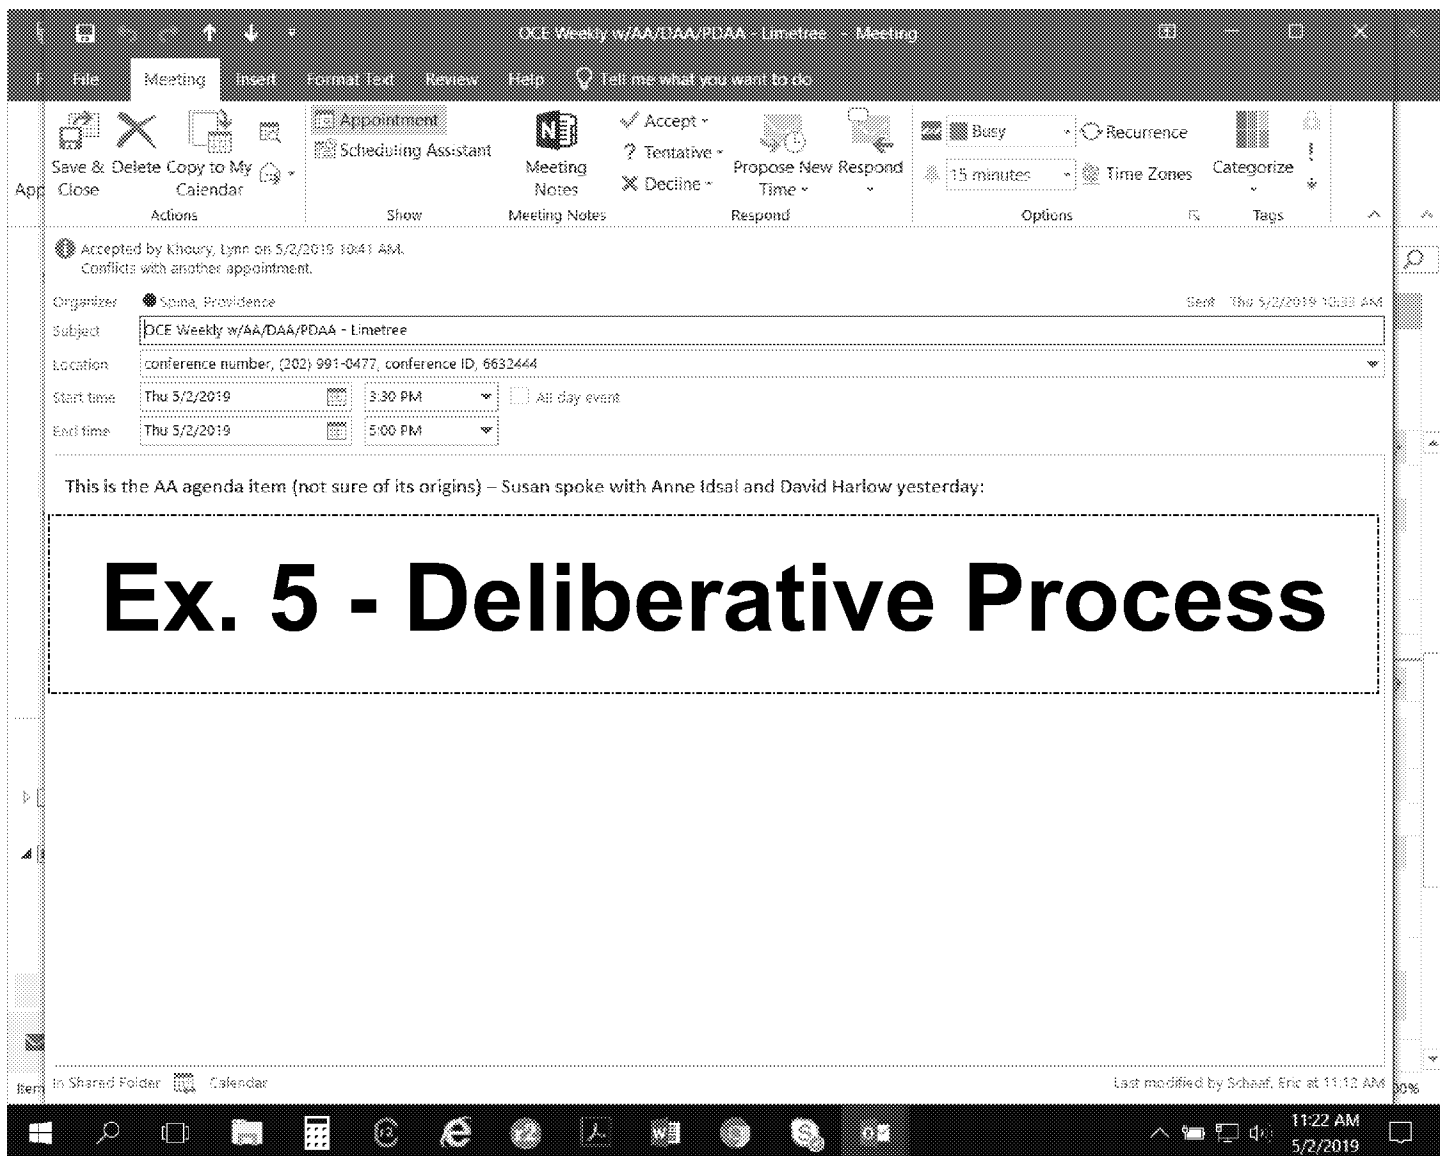 OCE Weekly w/AA/DAA/PDAA - Limetree - Meeting
File Meeting Insert Format Text Review Help Tell me what you want to do
Save & Close
Delete
Copy to My Calendar
Actions
Appointment
Scheduling Assistant
Show
Meeting Notes
Meeting Notes
Accept
? Tentative
Decline
Propose New Time
Respond
Respond
Busy
15 minutes
Recurrence
Time Zones
Options
Categorize
Tags
App
Accepted by Khoury, Lynn on 5/2/2019 10:41 AM.
Conflicts with another appointment.
Organizer Spina, Providence Sent Thu 5/2/2019 10:33 AM
Subject OCE Weekly w/AA/DAA/PDAA - Limetree
Location conference number, (202) 991-0477, conference ID, 6632444
Start time Thu 5/2/2019 3:30 PM All day event
End time Thu 5/2/2019 5:00 PM
This is the AA agenda item (not sure of its origins) – Susan spoke with Anne Idsal and David Harlow yesterday:
Ex. 5 - Deliberative Process
Item In Shared Folder Calendar Last modified by Schaaf, Eric at 11:12 AM
11:22 AM
5/2/2019